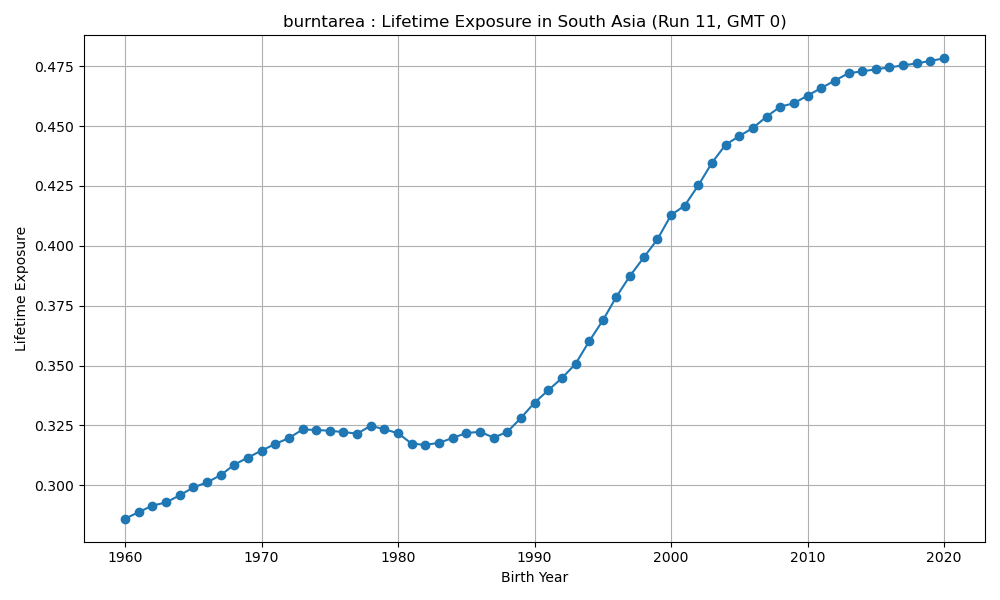 burntarea : Lifetime Exposure in South Asia (Run 11, GMT 0)
Lifetime Exposure
0.475
0.450
0.425
0.400
0.375
0.350
0.325
0.300
1960 1970 1980 1990 2000 2010 2020
Birth Year